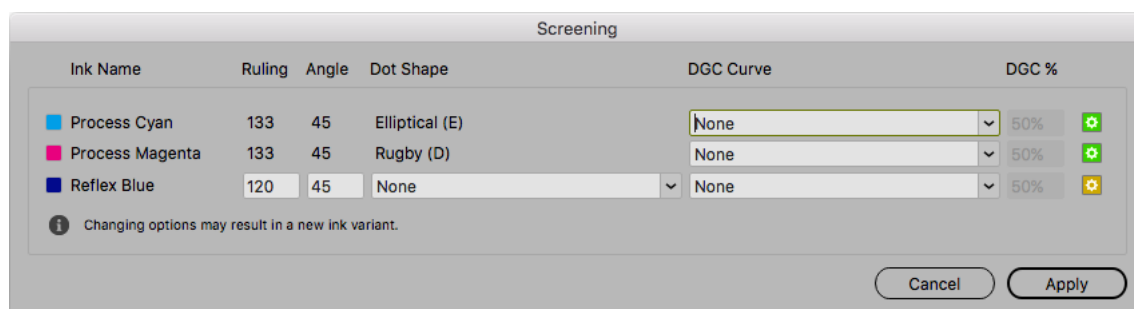 Screening
Ink Name Ruling Angle Dot Shape DGC Curve DGC %
Process Cyan 133 45 Elliptical (E) None 50%
Process Magenta 133 45 Rugby (D) None 50%
Reflex Blue 120 45 None None 50%
Changing options may result in a new ink variant.
Cancel Apply